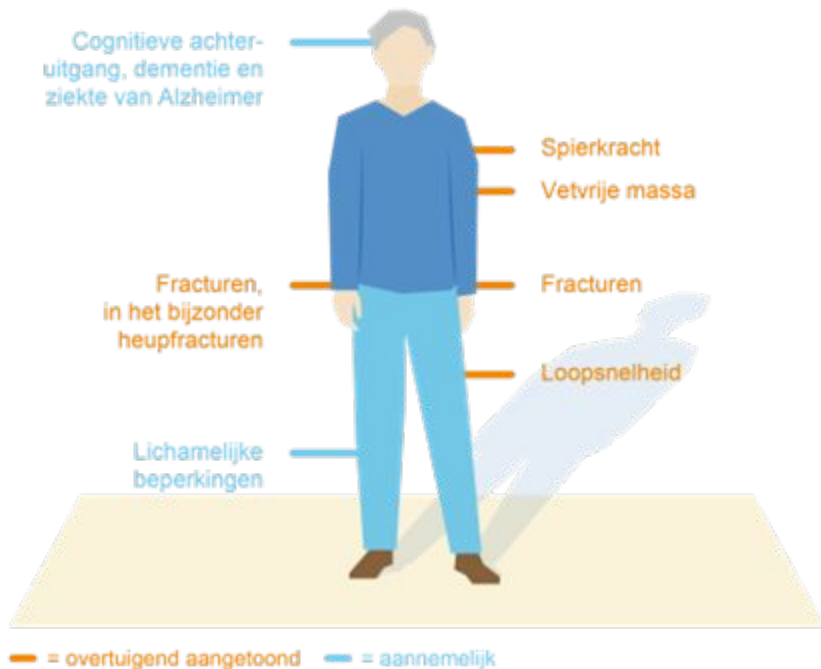 Cognitieve achter-
uitgang, dementie en
ziekte van Alzheimer
Spierkracht
Vetvrije massa
Fracturen,
in het bijzonder
heupfracturen
Fracturen
Loopsnelheid
Lichamelijke
beperkingen
= overtuigend aangetoond = aannemelijk